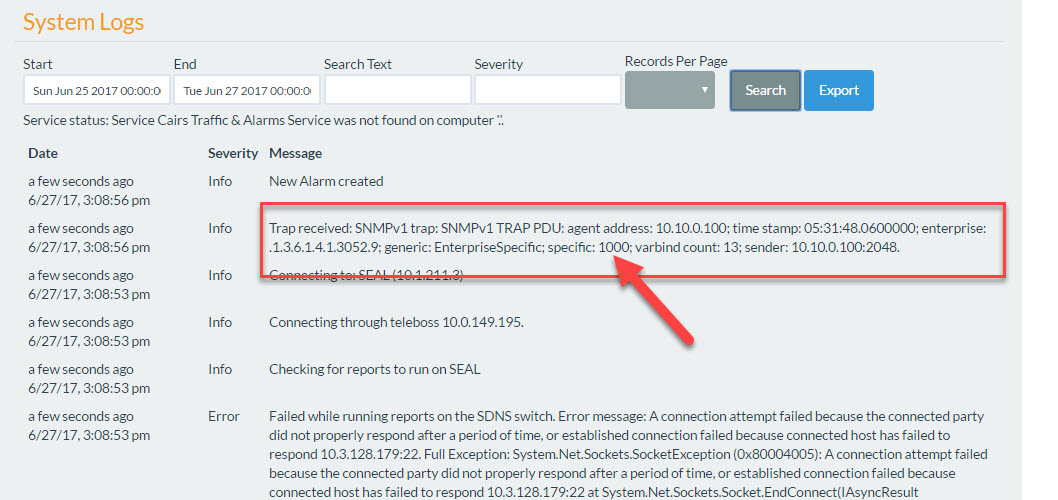 System Logs
Start End Search Text Severity Records Per Page
Sun Jun 25 2017 00:00:0 Tue Jun 27 2017 00:00:0 Search Export
Service status: Service Cairs Traffic & Alarms Service was not found on computer '.'.
Date Severity Message
a few seconds ago Info New Alarm created
6/27/17, 3:08:56 pm
a few seconds ago Info Trap received: SNMPv1 trap: SNMPv1 TRAP PDU: agent address: 10.10.0.100; time stamp: 05:31:48.0600000; enterprise:
6/27/17, 3:08:56 pm .1.3.6.1.4.1.3052.9; generic: EnterpriseSpecific; specific: 1000; varbind count: 13; sender: 10.10.0.100:2048.
a few seconds ago Info Connecting to: SEAL (10.1.211.3)
6/27/17, 3:08:54 pm
a few seconds ago Info Connecting through teleboss 10.0.149.195.
6/27/17, 3:08:53 pm
a few seconds ago Info Checking for reports to run on SEAL
6/27/17, 3:08:53 pm
a few seconds ago Error Failed while running reports on the SDNS switch. Error message: A connection attempt failed because the connected party
6/27/17, 3:08:53 pm did not properly respond after a period of time, or established connection failed because connected host has failed to
respond 10.3.128.179:22. Full Exception: System.Net.Sockets.SocketException (0x80004005): A connection attempt failed
because the connected party did not properly respond after a period of time, or established connection failed because
connected host has failed to respond 10.3.128.179:22 at System.Net.Sockets.Socket.EndConnect(IAsyncResult